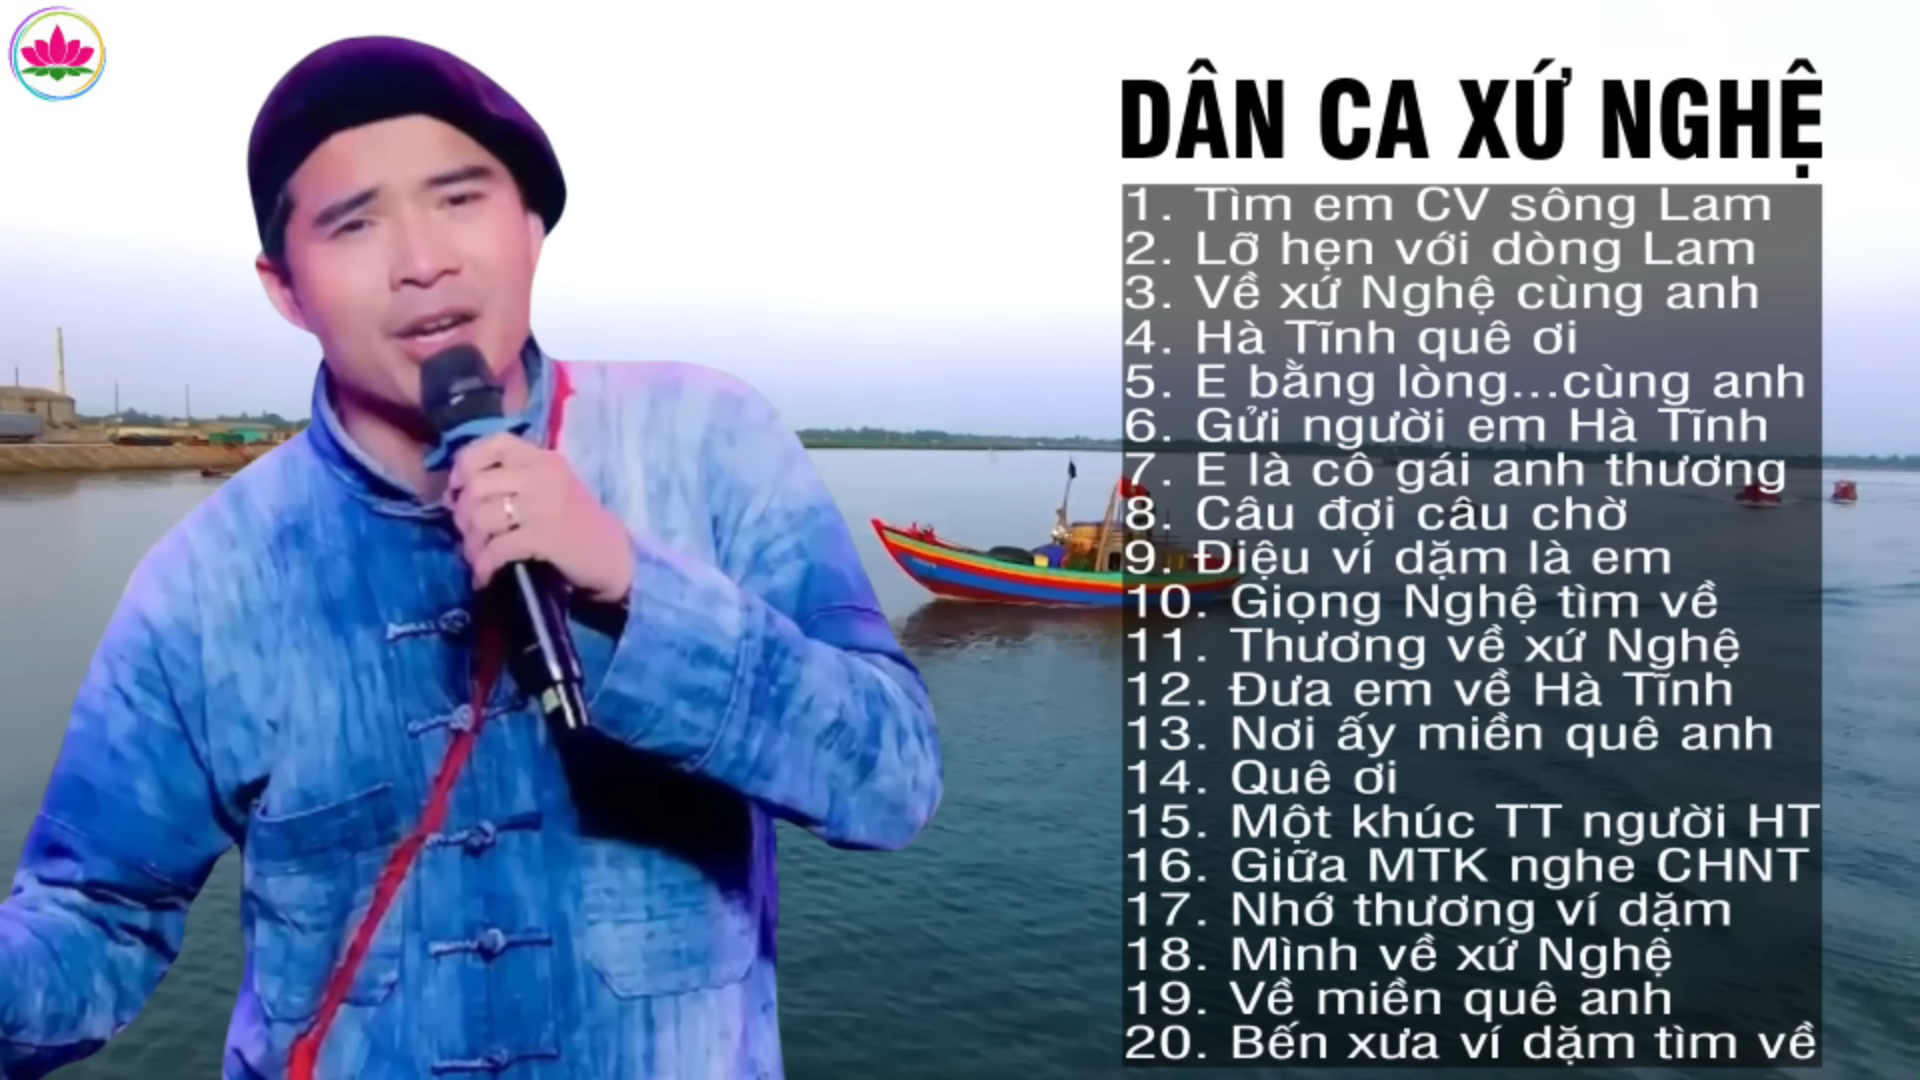 DÂN CA XỨ NGHỆ
1. Tìm em CV sông Lam
2. Lỡ hẹn với dòng Lam
3. Về xứ Nghệ cùng anh
4. Hà Tĩnh quê ơi
5. E bằng lòng...cùng anh
6. Gửi người em Hà Tĩnh
7. E là cô gái anh thương
8. Câu đợi câu chờ
9. Điệu ví dặm là em
10. Giọng Nghệ tìm về
11. Thương về xứ Nghệ
12. Đưa em về Hà Tĩnh
13. Nơi ấy miền quê anh
14. Quê ơi
15. Một khúc TT người HT
16. Giữa MTK nghe CHNT
17. Nhớ thương ví dặm
18. Mình về xứ Nghệ
19. Về miền quê anh
20. Bến xưa ví dặm tìm về